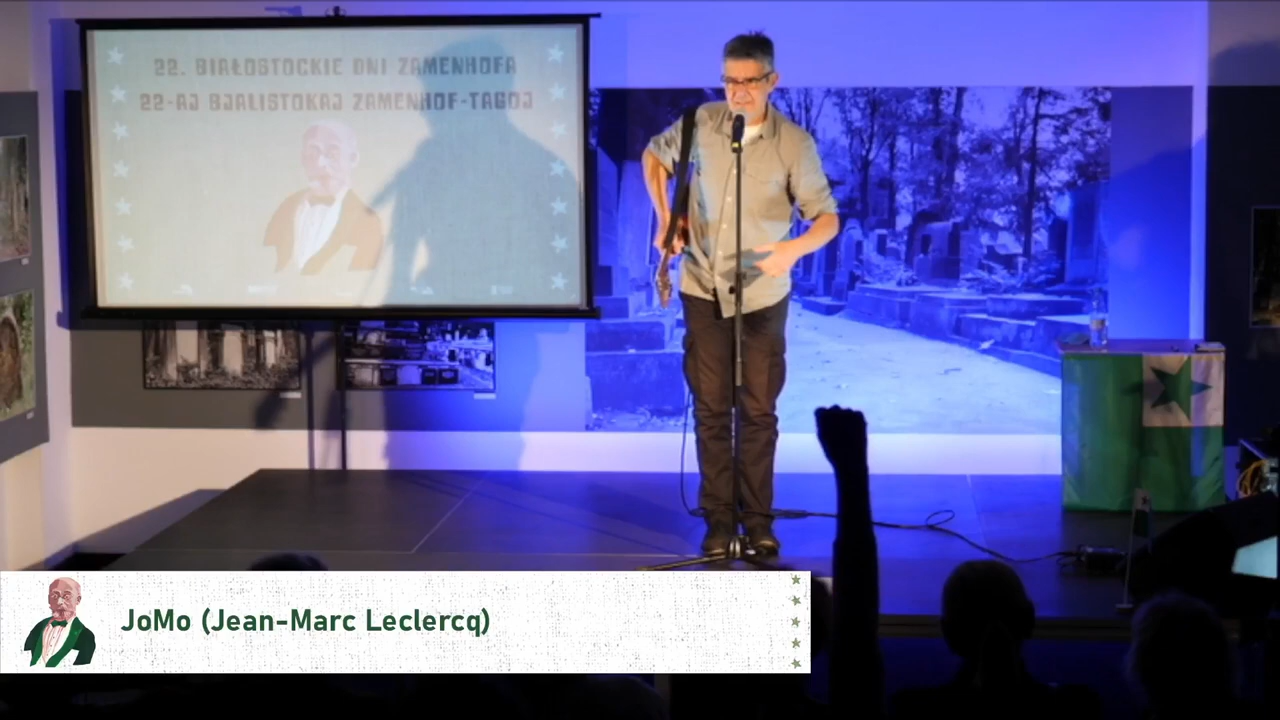 22. BIAŁOSTOCKIE DNI ZAMENHOFA
22-AJ BJALISTOKAJ ZAMENHOF-TAGOJ
JoMo (Jean-Marc Leclercq)